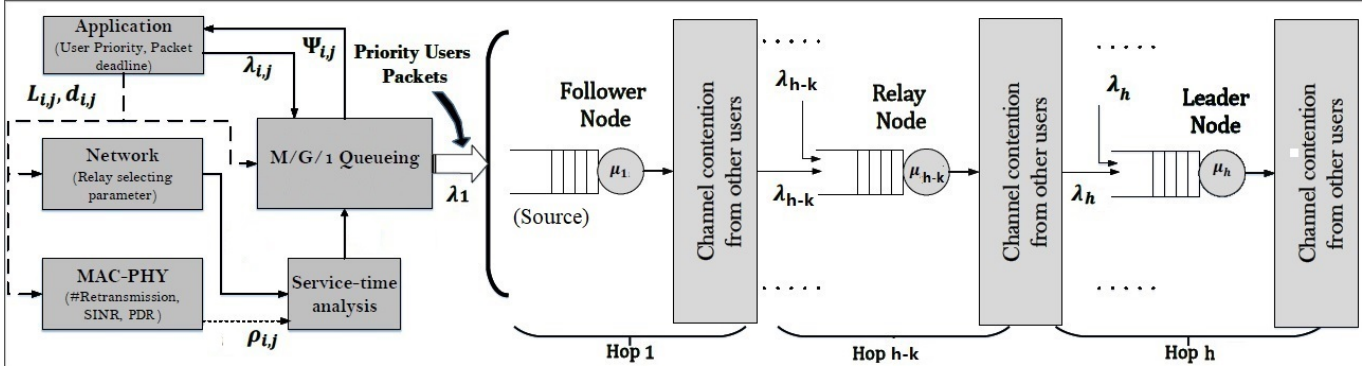 Application
(User Priority, Packet
deadline)
Ψi,j
λi,j
Li,j, di,j
Network
(Relay selecting
parameter)
MAC-PHY
(#Retransmission,
SINR, PDR)
ρi,j
M/G/1 Queueing
Service-time
analysis
Priority Users
Packets
λ1
Follower
Node
μ1
(Source)
Channel contention
from other users
Hop 1
λh-k
λh-k
Relay
Node
μh-k
Channel contention
from other users
Hop h-k
λh
λh
Leader
Node
μh
Channel contention
from other users
Hop h